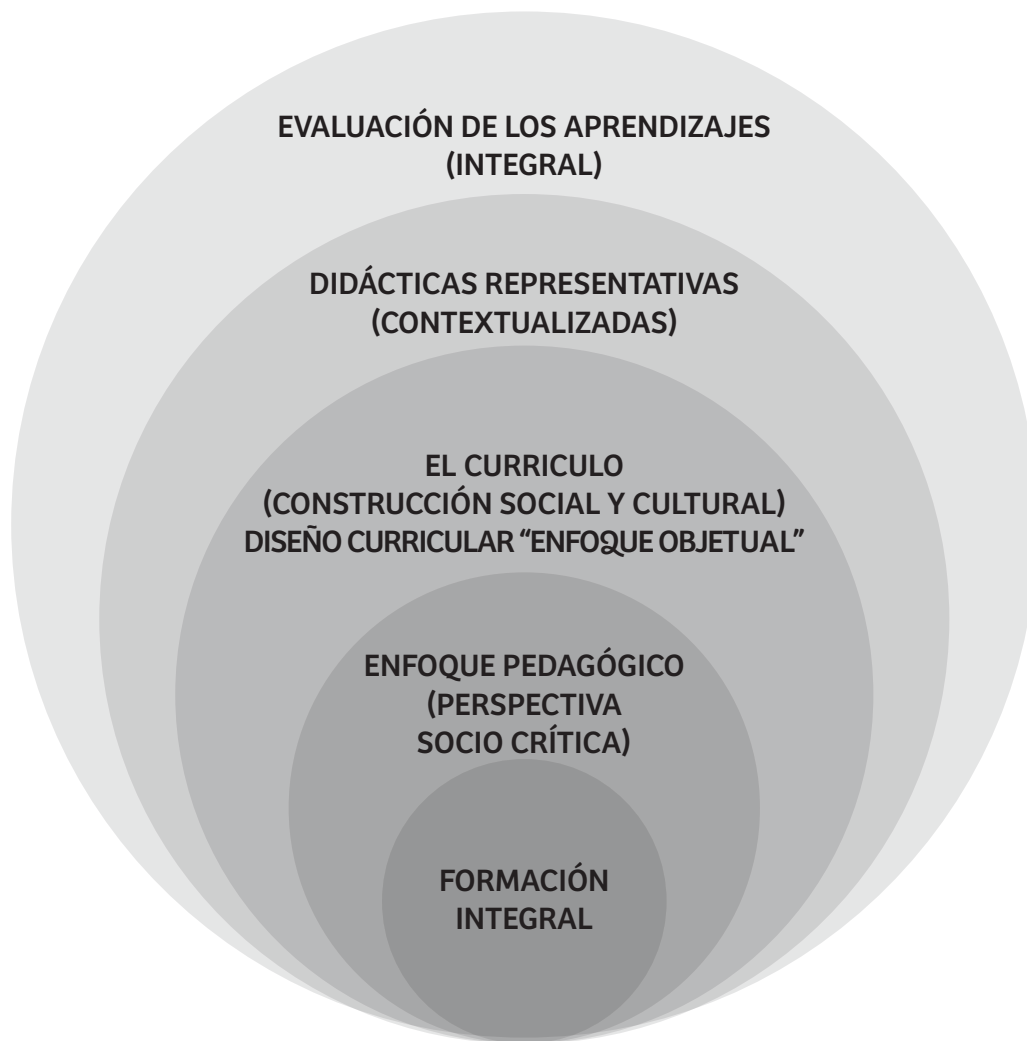 EVALUACIÓN DE LOS APRENDIZAJES
(INTEGRAL)
DIDÁCTICAS REPRESENTATIVAS
(CONTEXTUALIZADAS)
EL CURRICULO
(CONSTRUCCIÓN SOCIAL Y CULTURAL)
DISEÑO CURRICULAR “ENFOQUE OBJETUAL”
ENFOQUE PEDAGÓGICO
(PERSPECTIVA
SOCIO CRÍTICA)
FORMACIÓN
INTEGRAL